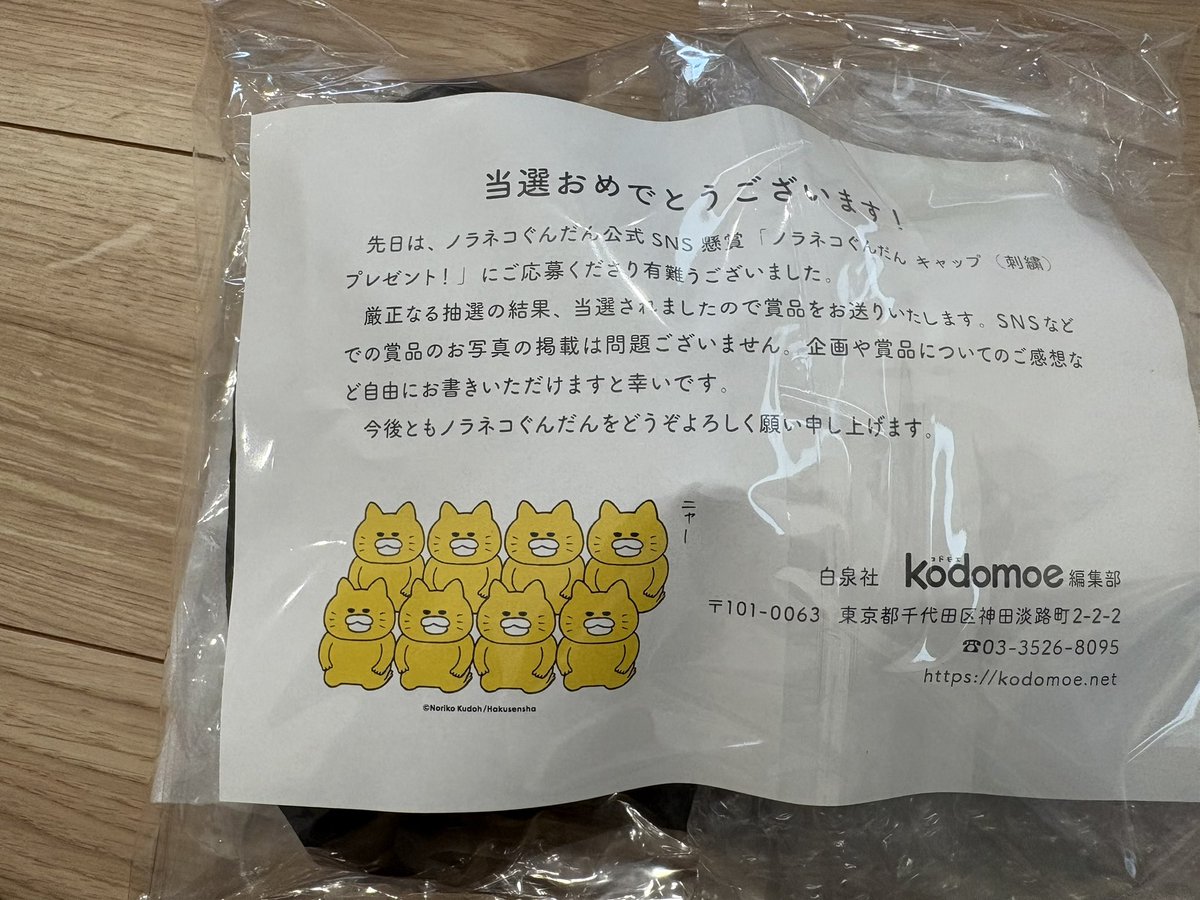 当選おめでとうございます!
先日は、ノラネコぐんだん公式SNS懸賞「ノラネコぐんだん キャップ(刺繍)
プレゼント!」にご応募くださり有難うございました。
厳正なる抽選の結果、当選されましたので賞品をお送りいたします。SNSなど
での賞品のお写真の掲載は問題ございません。企画や賞品についてのご感想な
ど自由にお書きいただけますと幸いです。
今後ともノラネコぐんだんをどうぞよろしく願い申し上げます。
ニャー
コドモエ
白泉社 kodomoe編集部
〒101-0063 東京都千代田区神田淡路町2-2-2
☎03-3526-8095
https://kodomoe.net
©Noriko Kudoh/Hakusensha